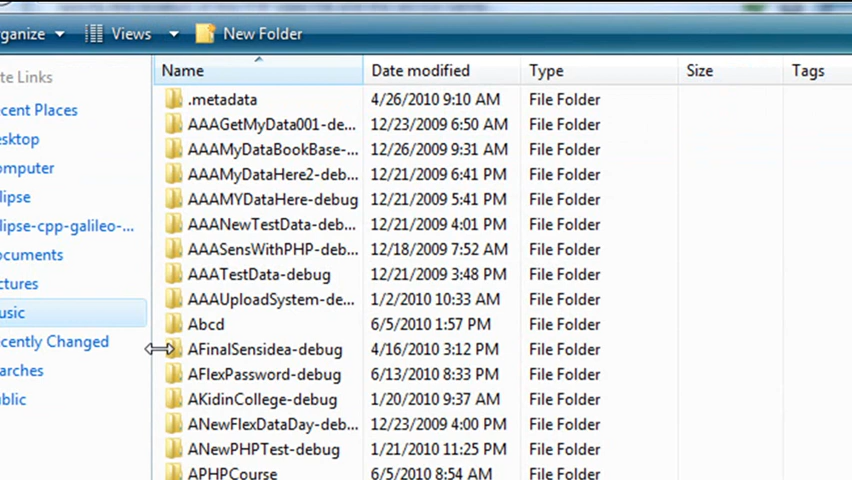 ganize Views New Folder
te Links Name Date modified Type Size Tags
.metadata 4/26/2010 9:10 AM File Folder
ecent Places AAAGetMyData001-de... 12/23/2009 6:50 AM File Folder
esktop AAAMyDataBookBase-... 12/26/2009 9:31 AM File Folder
omputer AAAMyDataHere2-deb... 12/21/2009 6:41 PM File Folder
lipse AAAMYDataHere-debug 12/21/2009 5:41 PM File Folder
lipse-cpp-galileo-... AAANewTestData-deb... 12/21/2009 4:01 PM File Folder
ocuments AAASensWithPHP-deb... 12/18/2009 7:52 AM File Folder
ctures AAATestData-debug 12/21/2009 3:48 PM File Folder
usic AAAUploadSystem-de... 1/2/2010 10:33 AM File Folder
Abcd 6/5/2010 1:57 PM File Folder
ecently Changed AFinalSensidea-debug 4/16/2010 3:12 PM File Folder
arches AFlexPassword-debug 6/13/2010 8:33 PM File Folder
blic AKidinCollege-debug 1/20/2010 9:37 AM File Folder
ANewFlexDataDay-deb... 12/23/2009 4:00 PM File Folder
ANewPHPTest-debug 1/21/2010 11:25 PM File Folder
APHPCourse 6/5/2010 8:54 AM File Folder